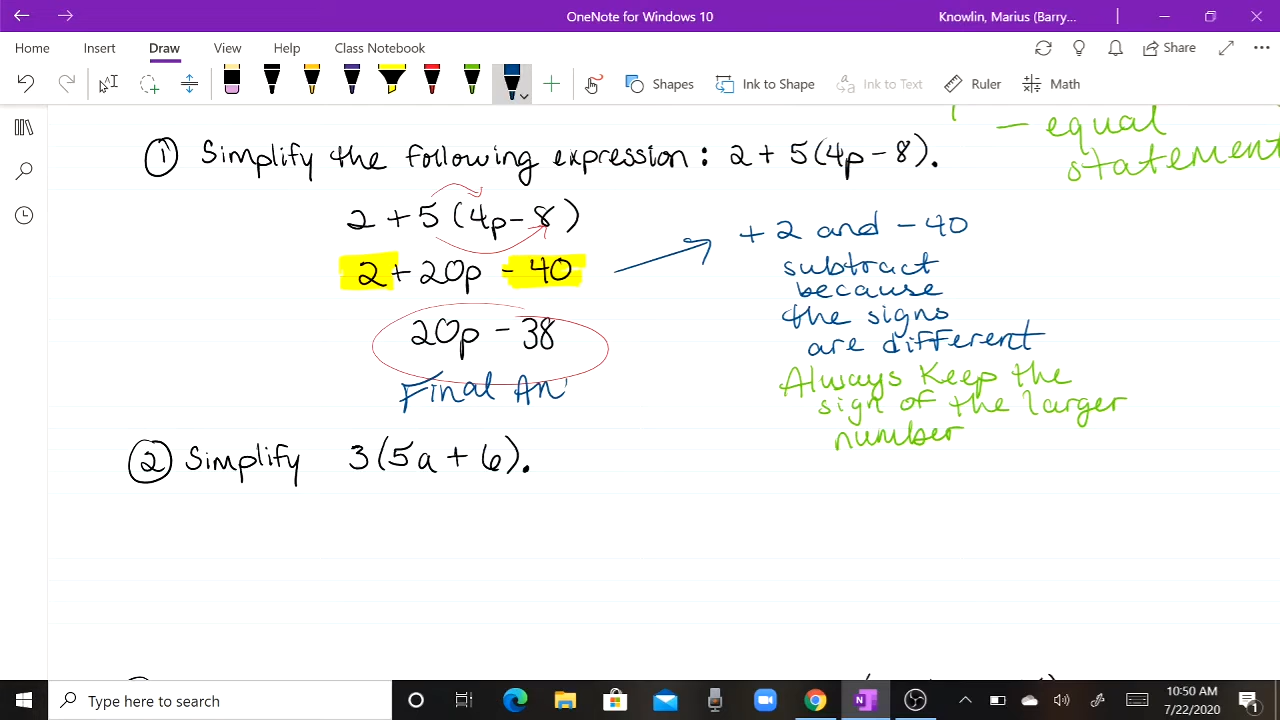 OneNote for Windows 10
Knowlin, Marius (Barry...
Home Insert Draw View Help Class Notebook
Share
Shapes Ink to Shape Ink to Text Ruler Math
– equal
statement
① Simplify the following expression: 2 + 5(4p – 8).
2 + 5(4p – 8)
2 + 20p – 40
20p – 38
Final An
+2 and – 40
subtract
because
the signs
are different
Always Keep the
sign of the larger
number
② Simplify 3(5a + 6).
Type here to search
10:50 AM
7/22/2020
1